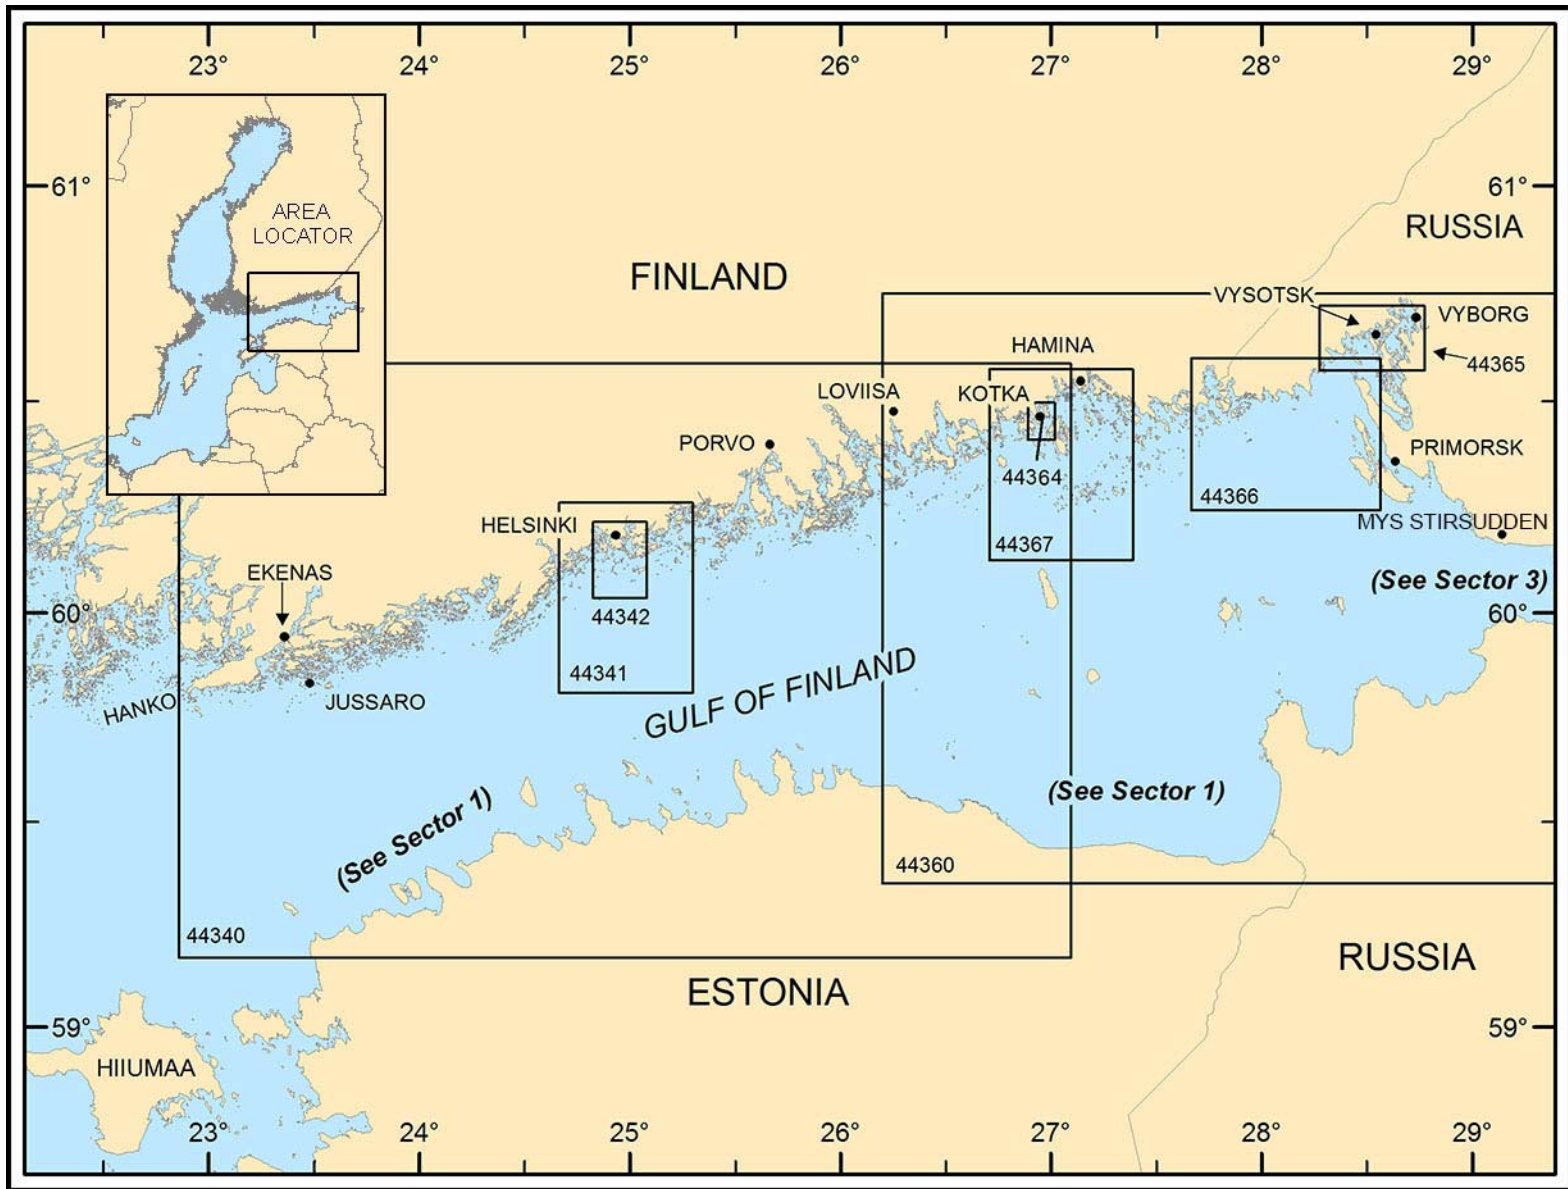 23° 24° 25° 26° 27° 28° 29°
61° 61°
AREA
LOCATOR
RUSSIA
FINLAND
VYSOTSK
VYBORG
HAMINA
44365
LOVIISA
KOTKA
PORVO
PRIMORSK
44364
44366
HELSINKI
MYS STIRSUDDEN
44367
EKENAS
(See Sector 3)
60° 60°
44342
44341
GULF OF FINLAND
HANKO
JUSSARO
(See Sector 1)
(See Sector 1)
44360
44340
RUSSIA
ESTONIA
59° 59°
HIIUMAA
23° 24° 25° 26° 27° 28° 29°